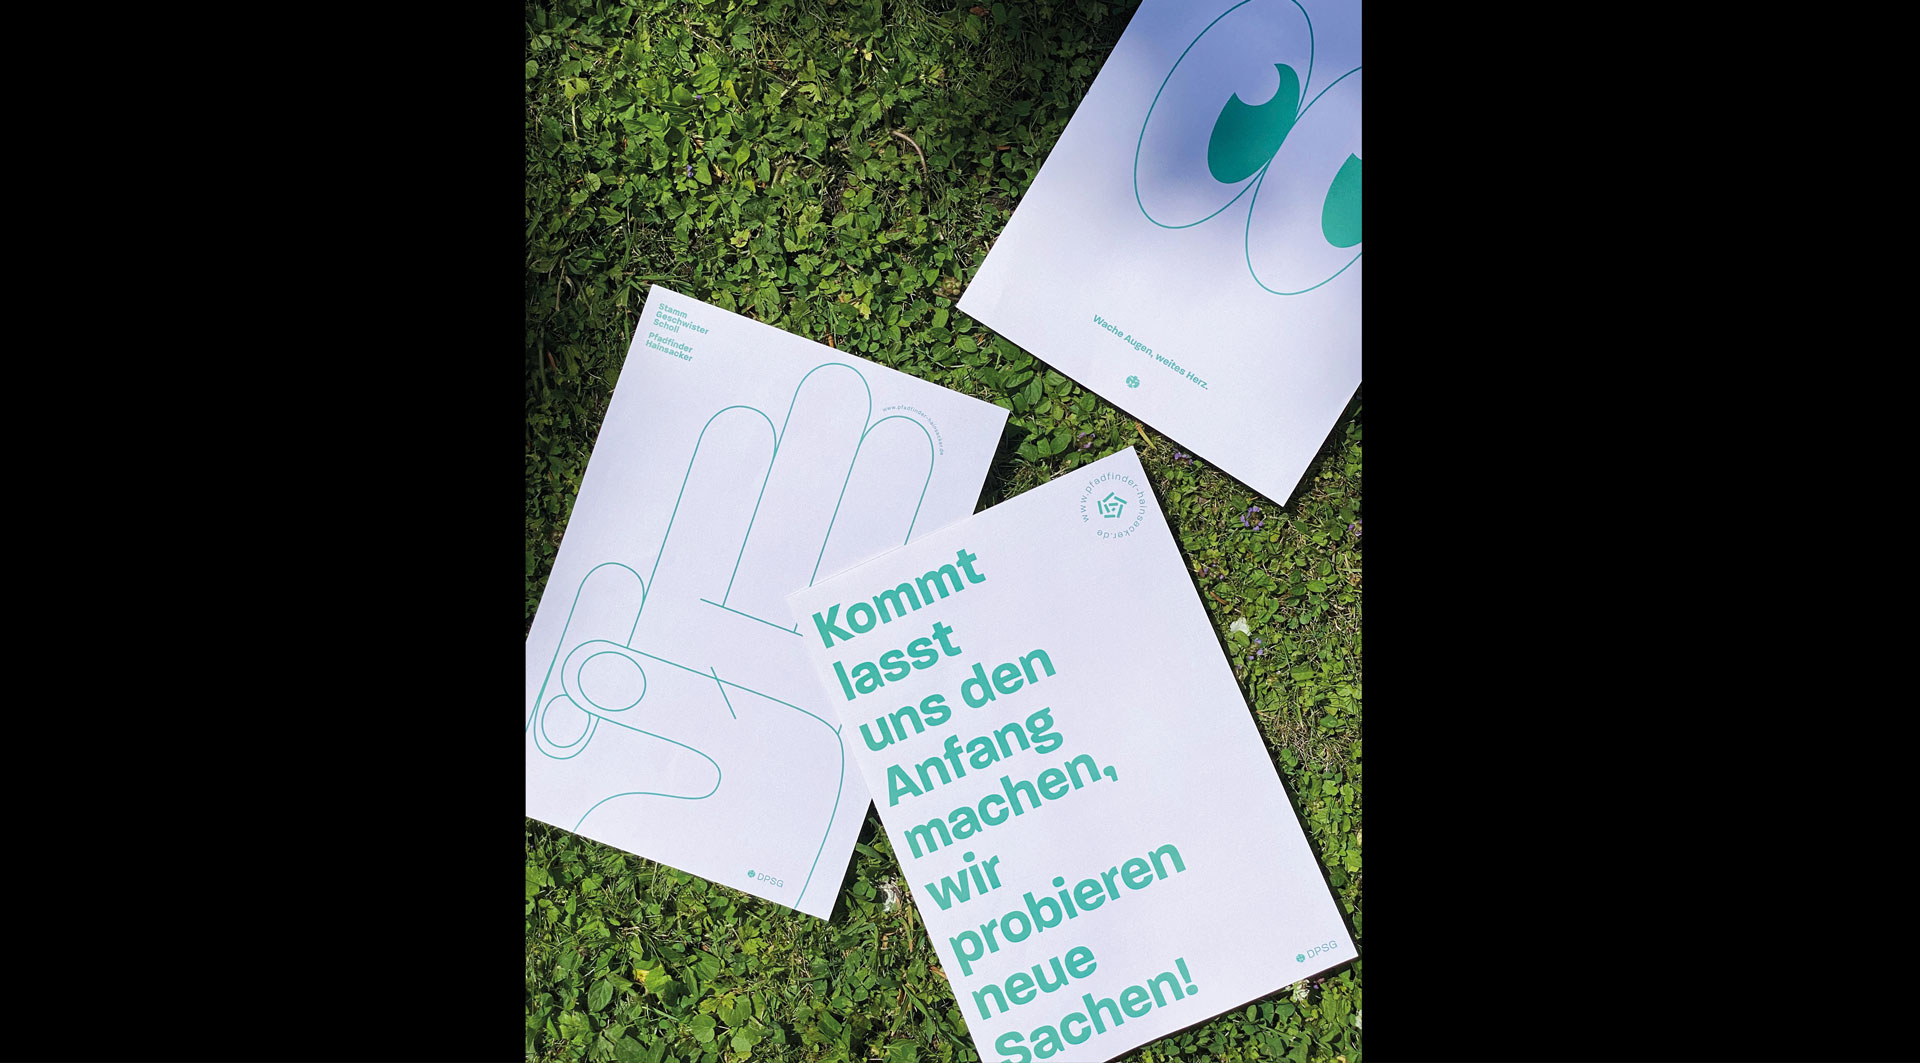 Wache Augen, weites Herz.
Stamm
Geschwister
Scholl
Pfadfinder
Hainsacker
www.pfadfinder-hainsacker.de
DPSG
www.pfadfinder-hainsacker.de
Kommt
lasst
uns den
Anfang
machen,
wir
probieren
neue
Sachen!
DPSG